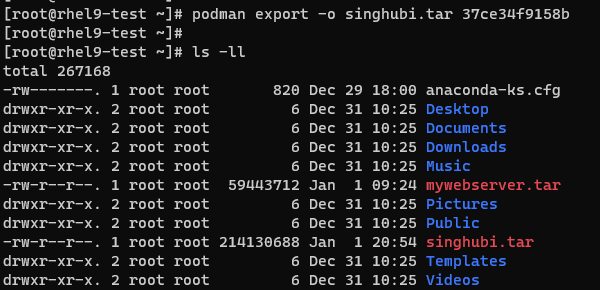 [root@rhel9-test ~]# podman export -o singhubi.tar 37ce34f9158b
[root@rhel9-test ~]#
[root@rhel9-test ~]# ls -ll
total 267168
-rw-------. 1 root root       820 Dec 29 18:00 anaconda-ks.cfg
drwxr-xr-x. 2 root root         6 Dec 31 10:25 Desktop
drwxr-xr-x. 2 root root         6 Dec 31 10:25 Documents
drwxr-xr-x. 2 root root         6 Dec 31 10:25 Downloads
drwxr-xr-x. 2 root root         6 Dec 31 10:25 Music
-rw-r--r--. 1 root root  59443712 Jan  1 09:24 mywebserver.tar
drwxr-xr-x. 2 root root         6 Dec 31 10:25 Pictures
drwxr-xr-x. 2 root root         6 Dec 31 10:25 Public
-rw-r--r--. 1 root root 214130688 Jan  1 20:54 singhubi.tar
drwxr-xr-x. 2 root root         6 Dec 31 10:25 Templates
drwxr-xr-x. 2 root root         6 Dec 31 10:25 Videos